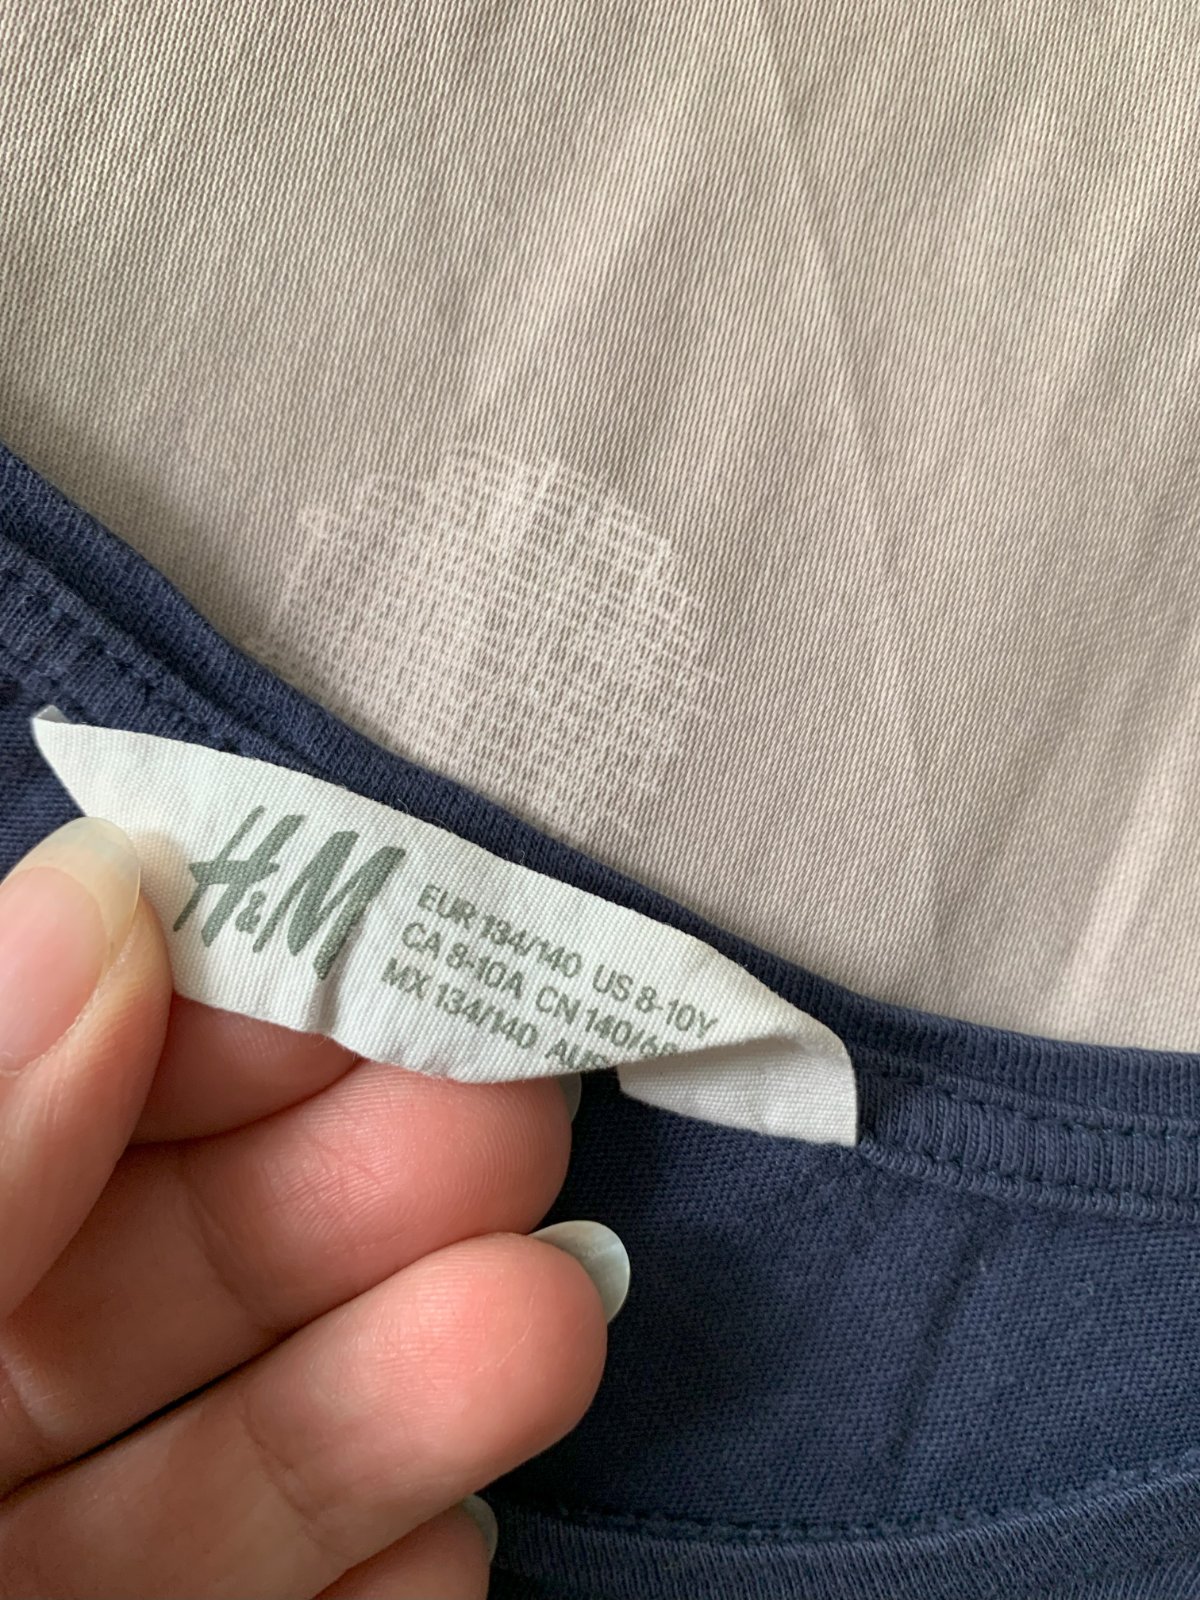 H&M
EUR 134/140 US 8-10Y
CA 8-10A CN 140/68
MX 134/140